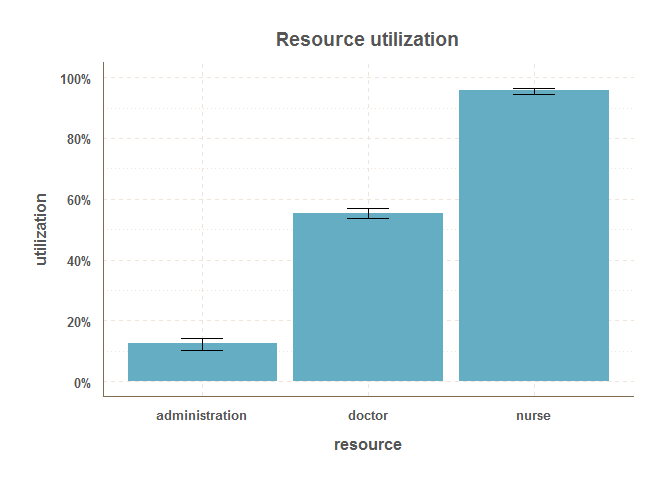 Resource utilization
100%
80%
60%
40%
20%
0%
utilization
administration doctor nurse
resource